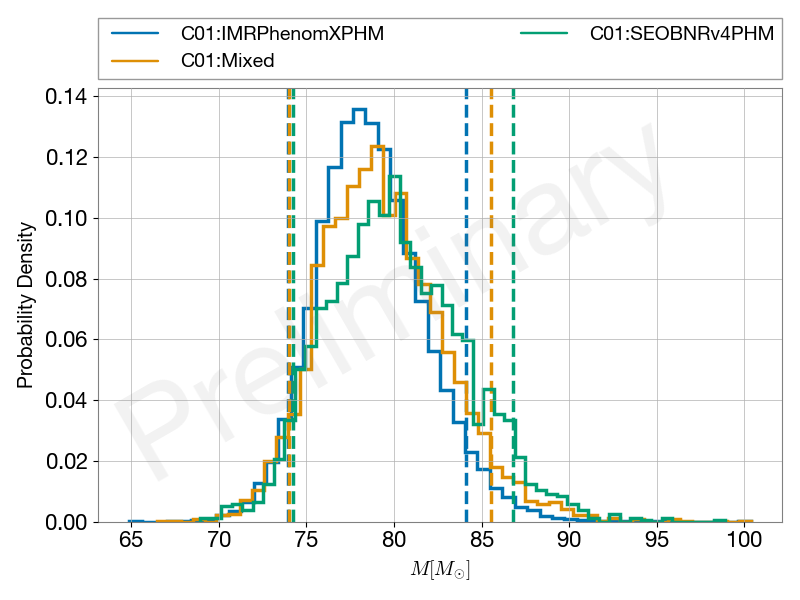 C01:IMRPhenomXPHM C01:SEOBNRv4PHM
C01:Mixed
0.14
0.12
0.10
0.08
0.06
0.04
0.02
0.00
Probability Density
Preliminary
65 70 75 80 85 90 95 100
M[M⊙]